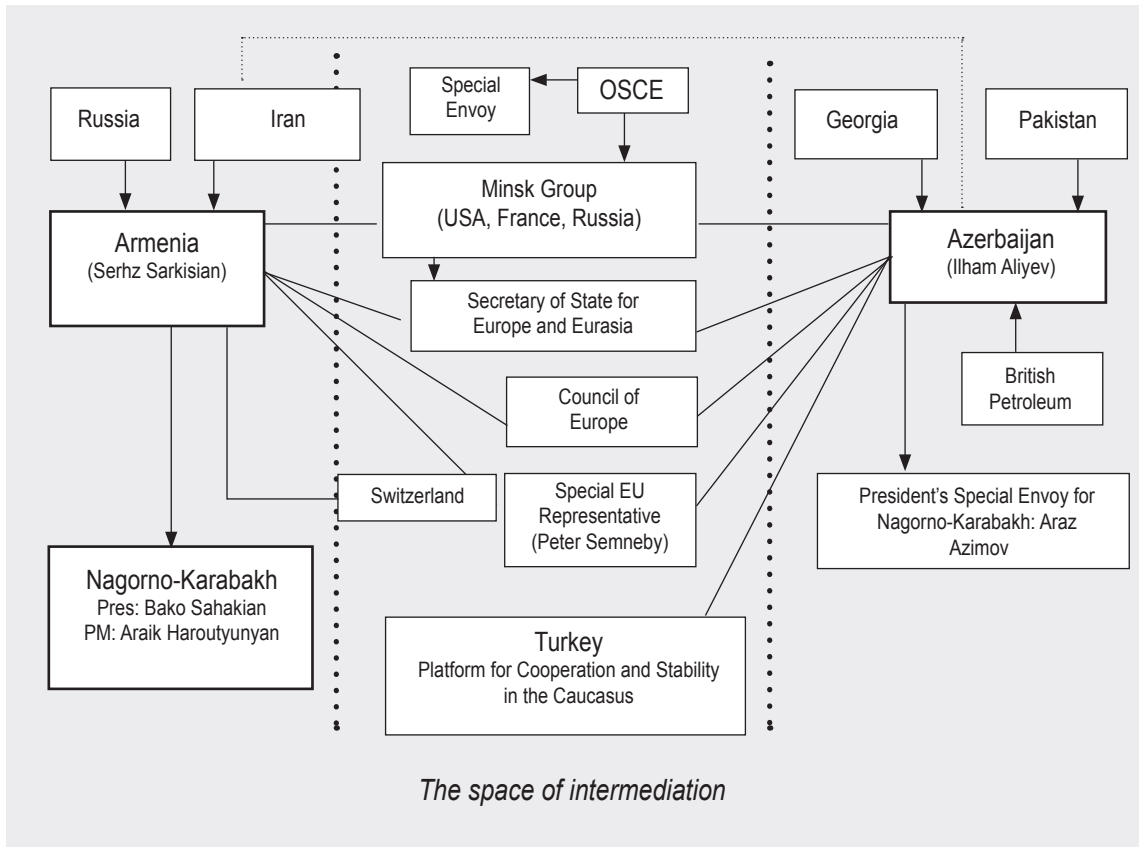 Russia
Iran
Special
Envoy
OSCE
Georgia
Pakistan
Minsk Group
(USA, France, Russia)
Armenia
(Serhz Sarkisian)
Azerbaijan
(Ilham Aliyev)
Secretary of State for
Europe and Eurasia
British
Petroleum
Council of
Europe
Switzerland
Special EU
Representative
(Peter Semneby)
President's Special Envoy for
Nagorno-Karabakh: Araz
Azimov
Nagorno-Karabakh
Pres: Bako Sahakian
PM: Araik Haroutyunyan
Turkey
Platform for Cooperation and Stability
in the Caucasus
The space of intermediation